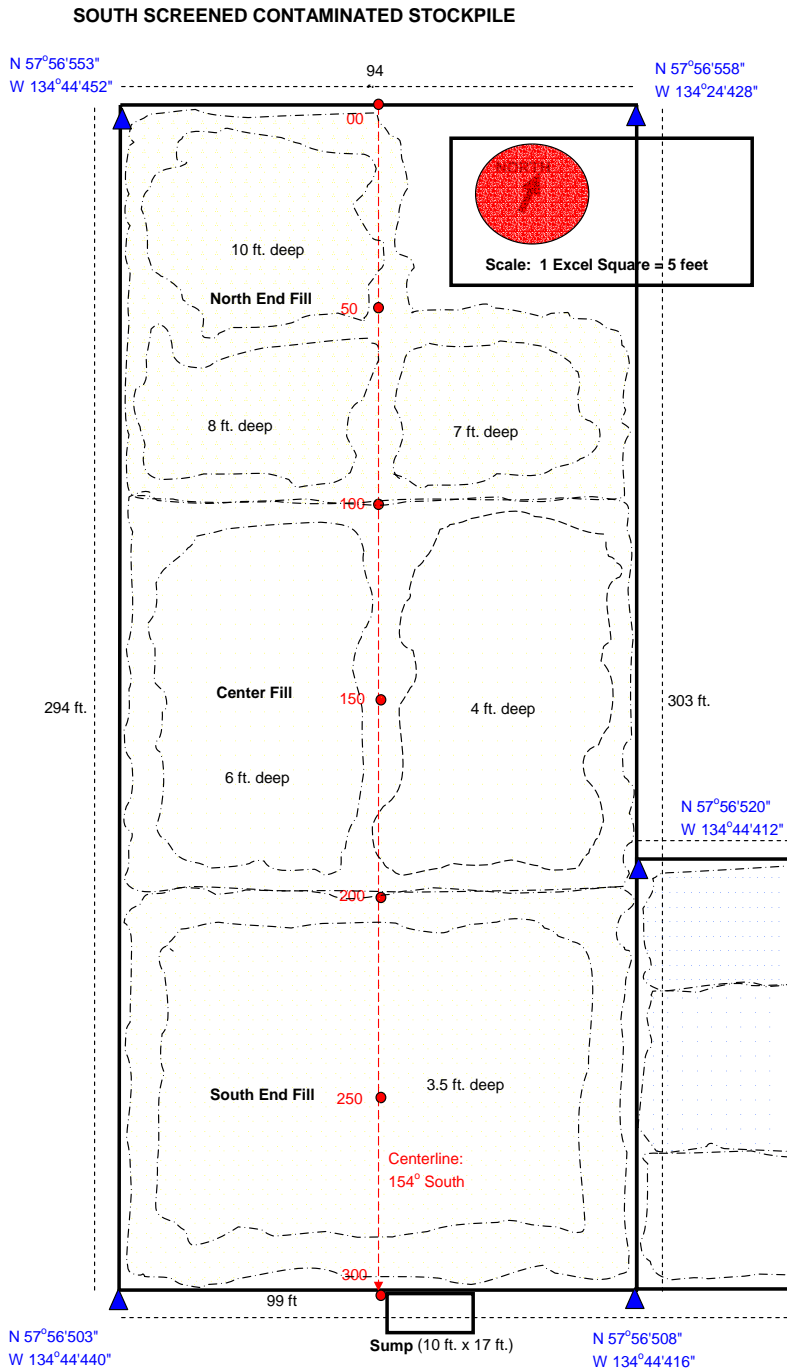 SOUTH SCREENED CONTAMINATED STOCKPILE
N 57°56'553"
W 134°44'452"
94
N 57°56'558"
W 134°24'428"
00
NORTH
10 ft. deep
Scale:  1 Excel Square = 5 feet
North End Fill
50
8 ft. deep
7 ft. deep
100
Center Fill
150
294 ft.
4 ft. deep
303 ft.
6 ft. deep
N 57°56'520"
W 134°44'412"
200
South End Fill
250
3.5 ft. deep
Centerline:
154° South
300
99 ft
N 57°56'503"
W 134°44'440"
Sump (10 ft. x 17 ft.)
N 57°56'508"
W 134°44'416"